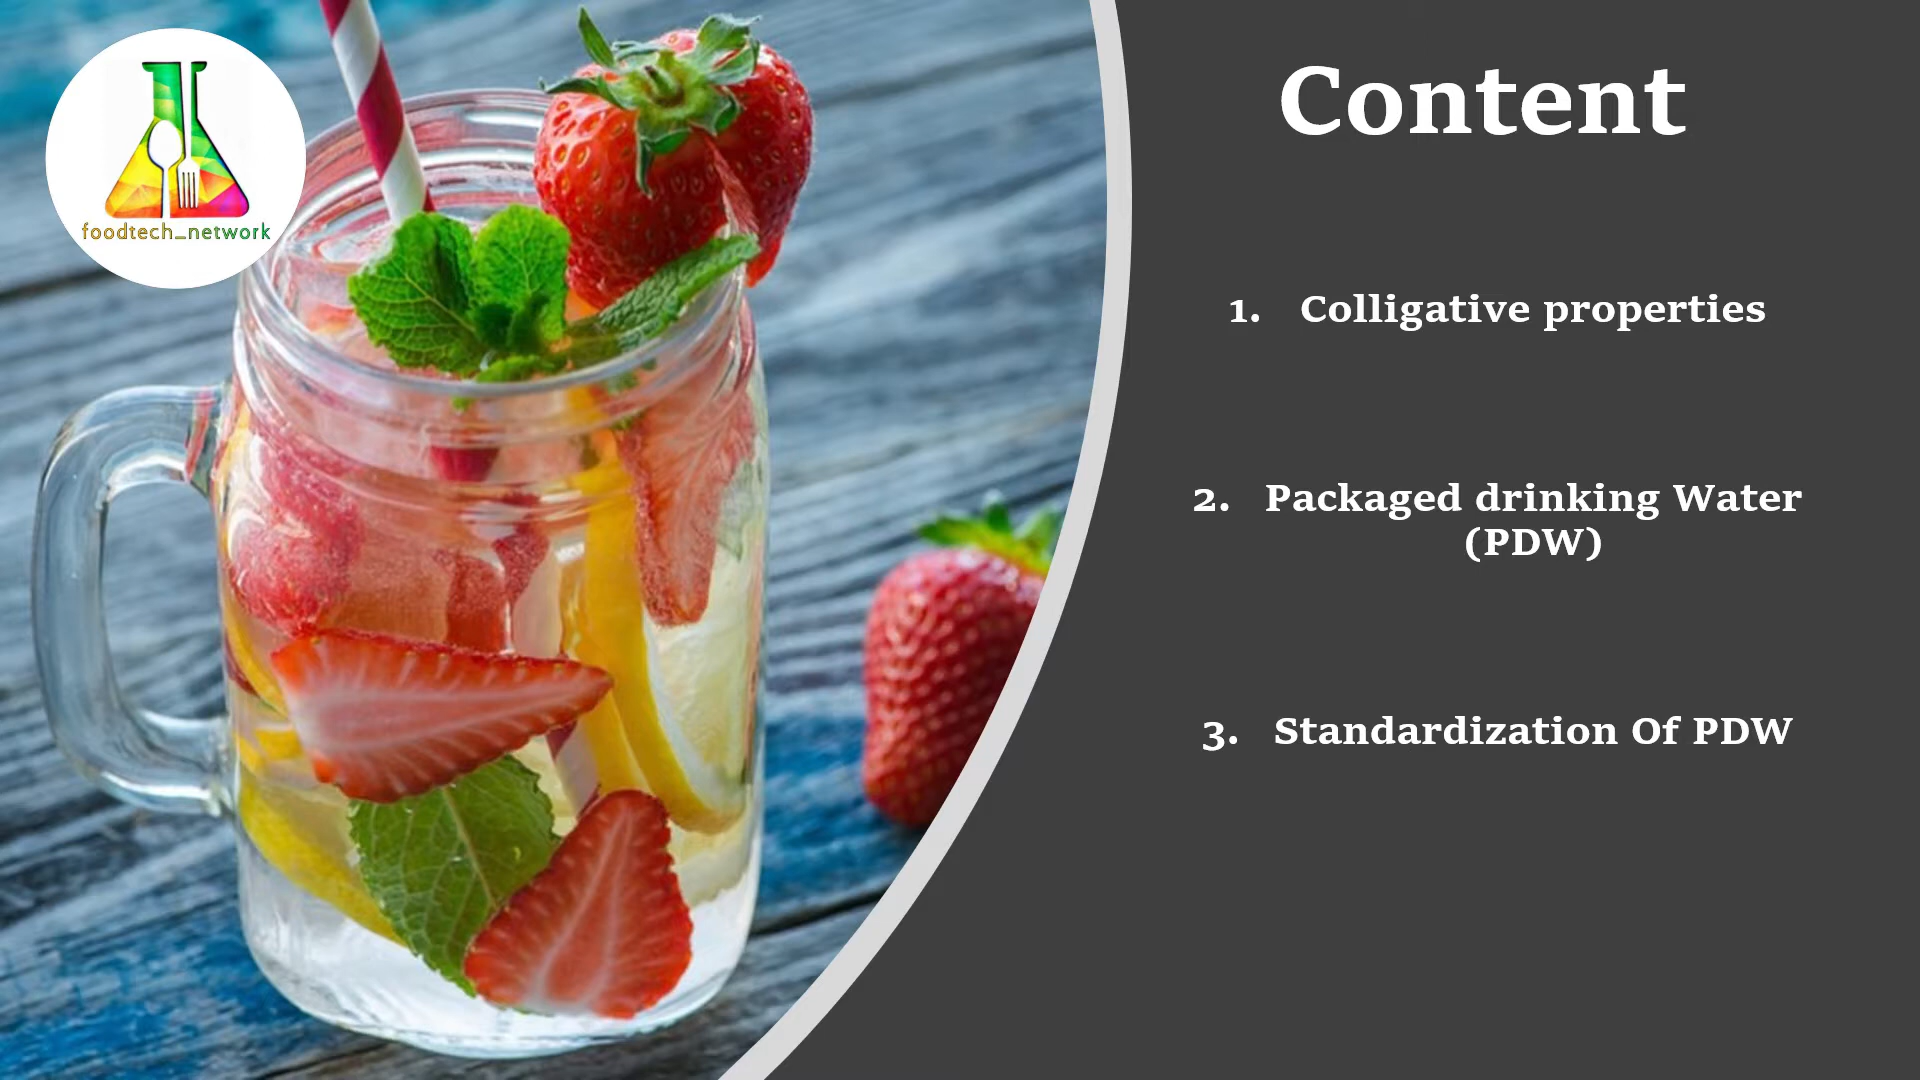 foodtech_network
Content
1. Colligative properties
2. Packaged drinking Water
(PDW)
3. Standardization Of PDW